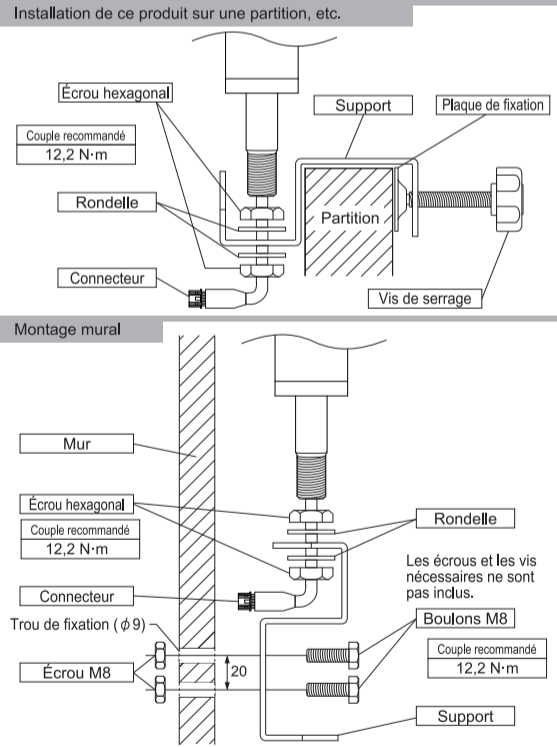 Installation de ce produit sur une partition, etc.
Écrou hexagonal
Support
Plaque de fixation
Couple recommandé
12,2 N·m
Rondelle
Partition
Connecteur
Vis de serrage
Montage mural
Mur
Écrou hexagonal
Rondelle
Couple recommandé
12,2 N·m
Les écrous et les vis
nécessaires ne sont
pas inclus.
Connecteur
Boulons M8
Trou de fixation (ϕ9)
Couple recommandé
12,2 N·m
Écrou M8
20
Support